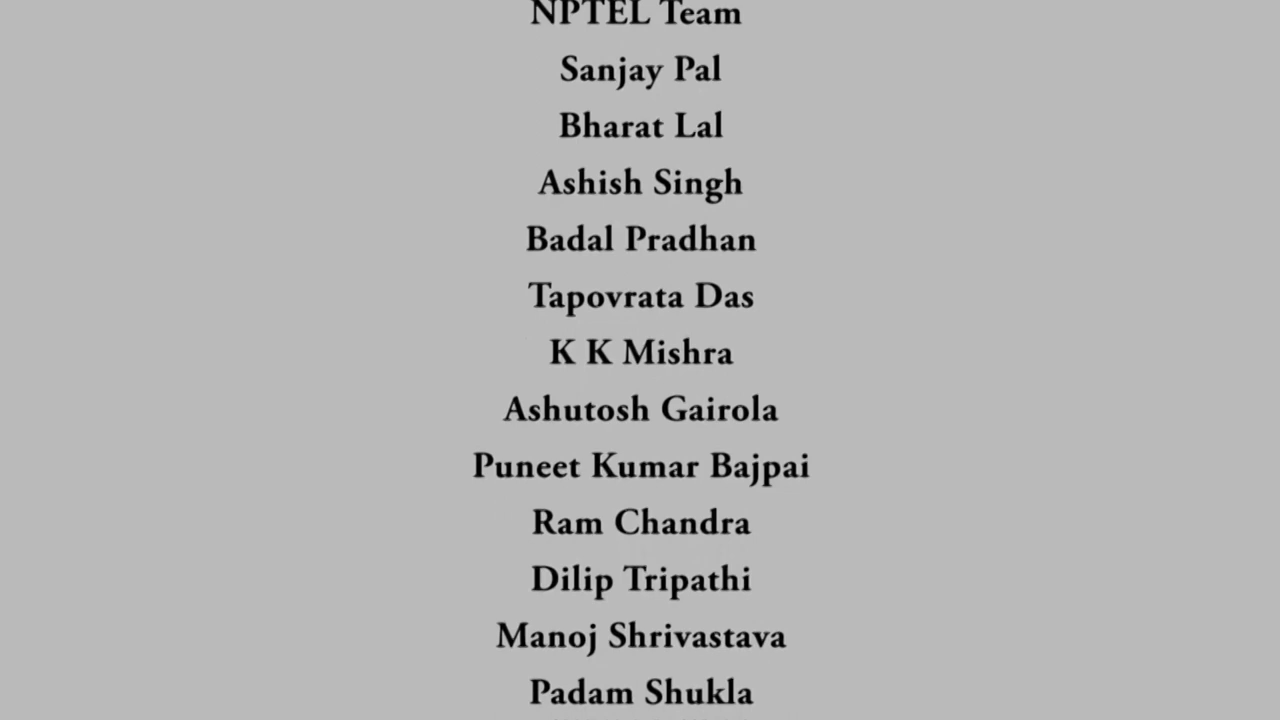 NPTEL Team
Sanjay Pal
Bharat Lal
Ashish Singh
Badal Pradhan
Tapovrata Das
K K Mishra
Ashutosh Gairola
Puneet Kumar Bajpai
Ram Chandra
Dilip Tripathi
Manoj Shrivastava
Padam Shukla